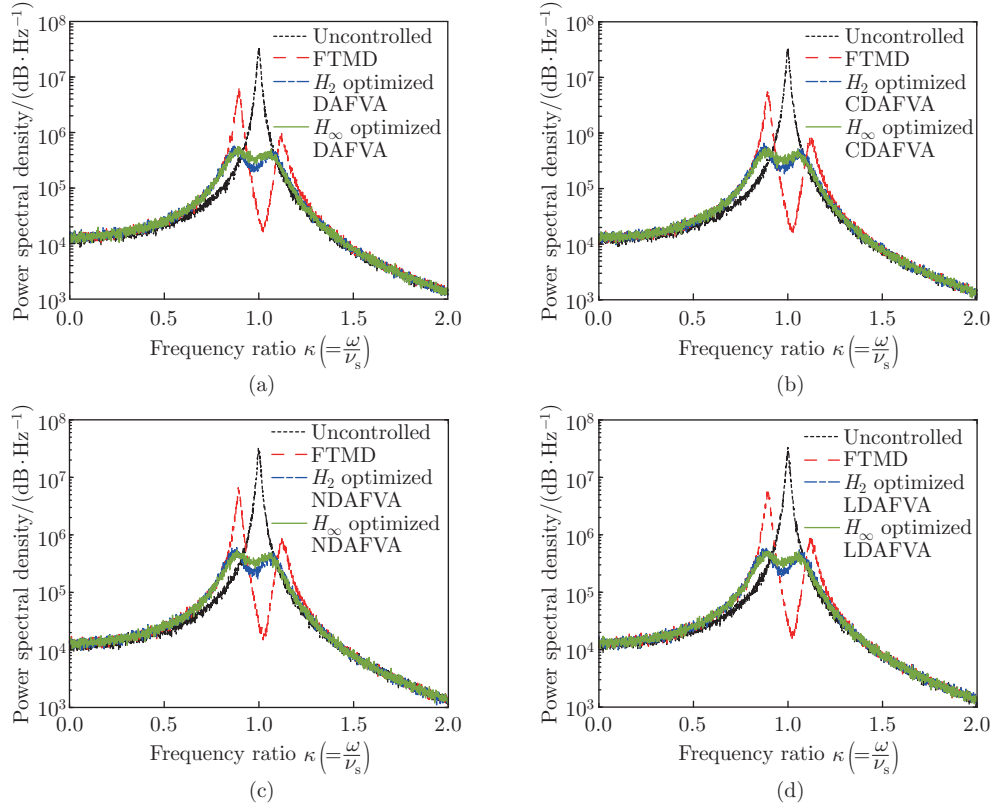 Power spectral density/(dB·Hz⁻¹)
10⁸
10⁷
10⁶
10⁵
10⁴
10³
Uncontrolled
FTMD
H₂ optimized
DAFVA
H∞ optimized
DAFVA
0.0 0.5 1.0 1.5 2.0
Frequency ratio κ(=ω/νₛ)
(a)
Power spectral density/(dB·Hz⁻¹)
10⁸
10⁷
10⁶
10⁵
10⁴
10³
Uncontrolled
FTMD
H₂ optimized
CDAFVA
H∞ optimized
CDAFVA
0.0 0.5 1.0 1.5 2.0
Frequency ratio κ(=ω/νₛ)
(b)
Power spectral density/(dB·Hz⁻¹)
10⁸
10⁷
10⁶
10⁵
10⁴
10³
Uncontrolled
FTMD
H₂ optimized
NDAFVA
H∞ optimized
NDAFVA
0.0 0.5 1.0 1.5 2.0
Frequency ratio κ(=ω/νₛ)
(c)
Power spectral density/(dB·Hz⁻¹)
10⁸
10⁷
10⁶
10⁵
10⁴
10³
Uncontrolled
FTMD
H₂ optimized
LDAFVA
H∞ optimized
LDAFVA
0.0 0.5 1.0 1.5 2.0
Frequency ratio κ(=ω/νₛ)
(d)